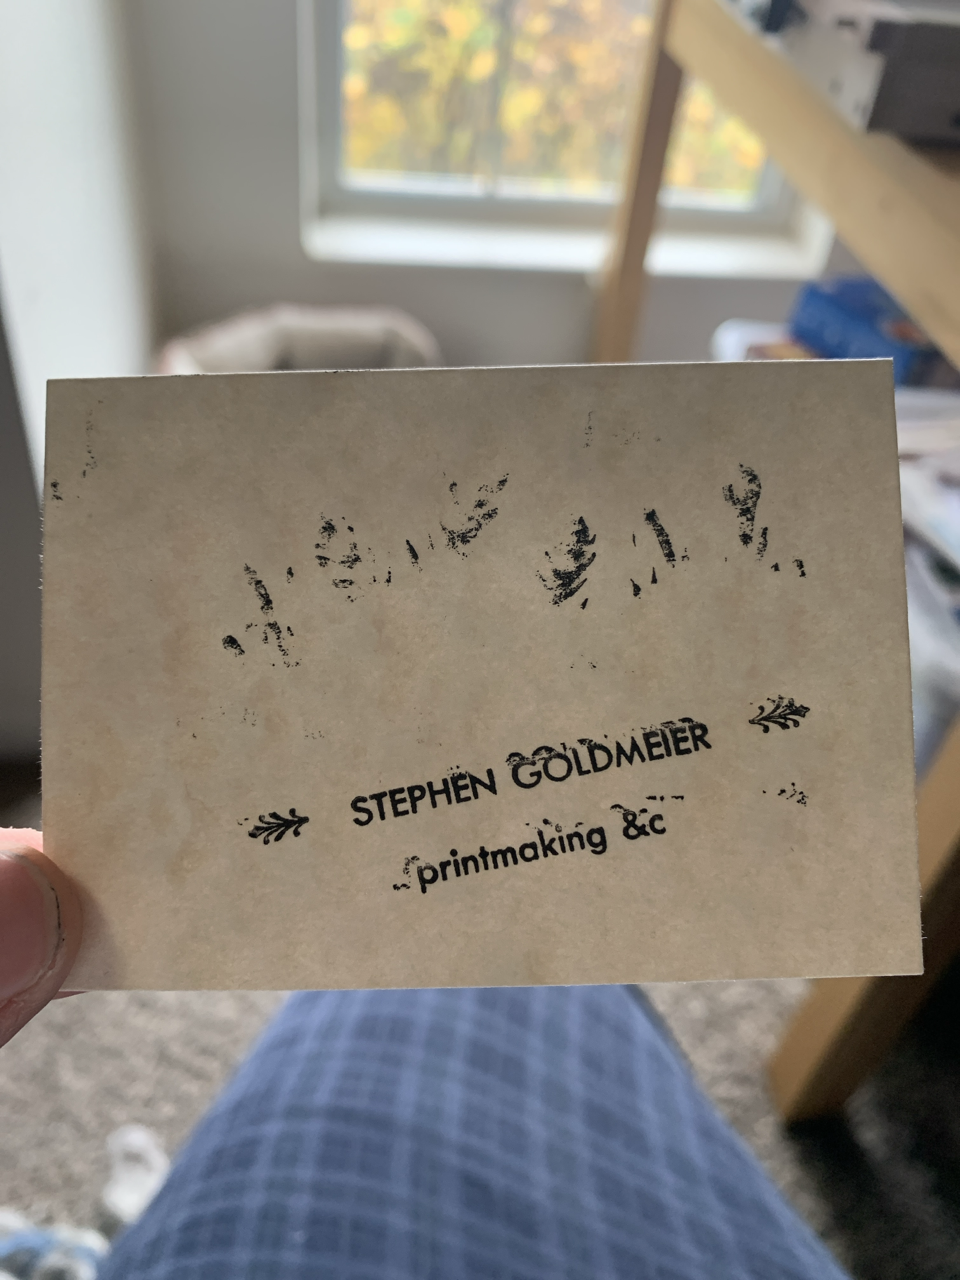 STEPHEN GOLDMEIER
printmaking &c